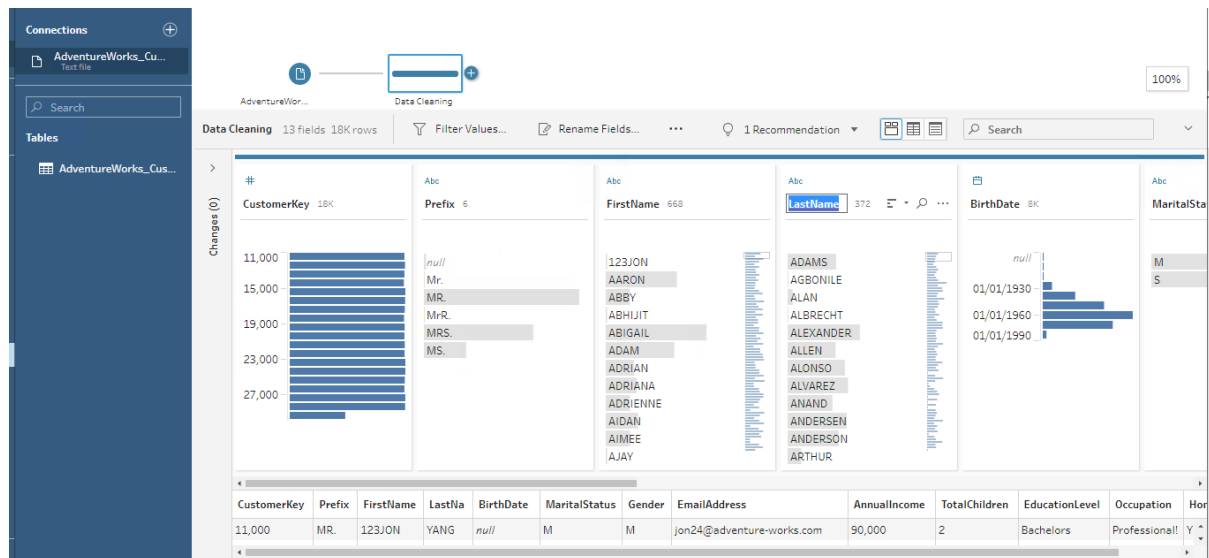 Connections
AdventureWorks_Cu...
Text file
Search
Tables
AdventureWorks_Cus...
AdventureWor...
Data Cleaning
100%
Data Cleaning 13 fields 18K rows Filter Values... Rename Fields... ... 1 Recommendation Search
Changes (0)
# Abc Abc Abc Abc
CustomerKey 18K Prefix 6 FirstName 668 LastName 372 ... BirthDate 8K MaritalSta
11,000
15,000
19,000
23,000
27,000
null
Mr.
MR.
MrR.
MRS.
MS.
123JON
AARON
ABBY
ABHIJIT
ABIGAIL
ADAM
ADRIAN
ADRIANA
ADRIENNE
AIDAN
AIMEE
AJAY
ADAMS
AGBONILE
ALAN
ALBRECHT
ALEXANDER
ALLEN
ALONSO
ALVAREZ
ANAND
ANDERSEN
ANDERSON
ARTHUR
null
01/01/1930
01/01/1960
01/01/1990
M
S
CustomerKey Prefix FirstName LastNa BirthDate MaritalStatus Gender EmailAddress AnnualIncome TotalChildren EducationLevel Occupation Hor
11,000 MR. 123JON YANG null M M jon24@adventure-works.com 90,000 2 Bachelors Professional! Y